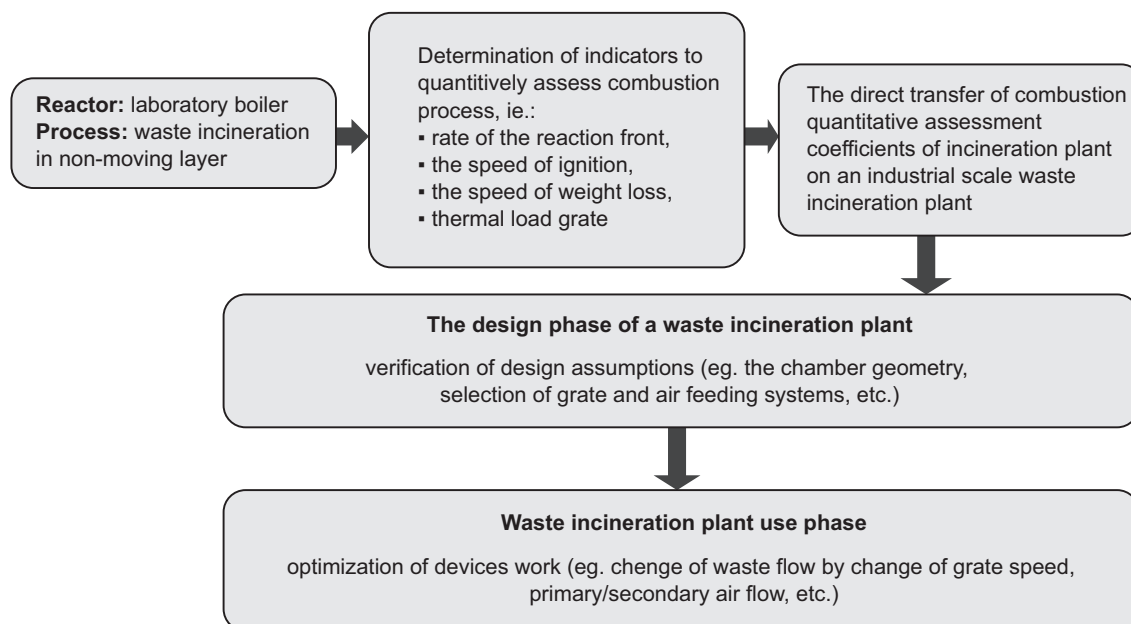 Reactor: laboratory boiler
Process: waste incineration
in non-moving layer
Determination of indicators to
quantitively assess combustion
process, ie.:
▪ rate of the reaction front,
▪ the speed of ignition,
▪ the speed of weight loss,
▪ thermal load grate
The direct transfer of combustion
quantitative assessment
coefficients of incineration plant
on an industrial scale waste
incineration plant
The design phase of a waste incineration plant
verification of design assumptions (eg. the chamber geometry,
selection of grate and air feeding systems, etc.)
Waste incineration plant use phase
optimization of devices work (eg. chenge of waste flow by change of grate speed,
primary/secondary air flow, etc.)